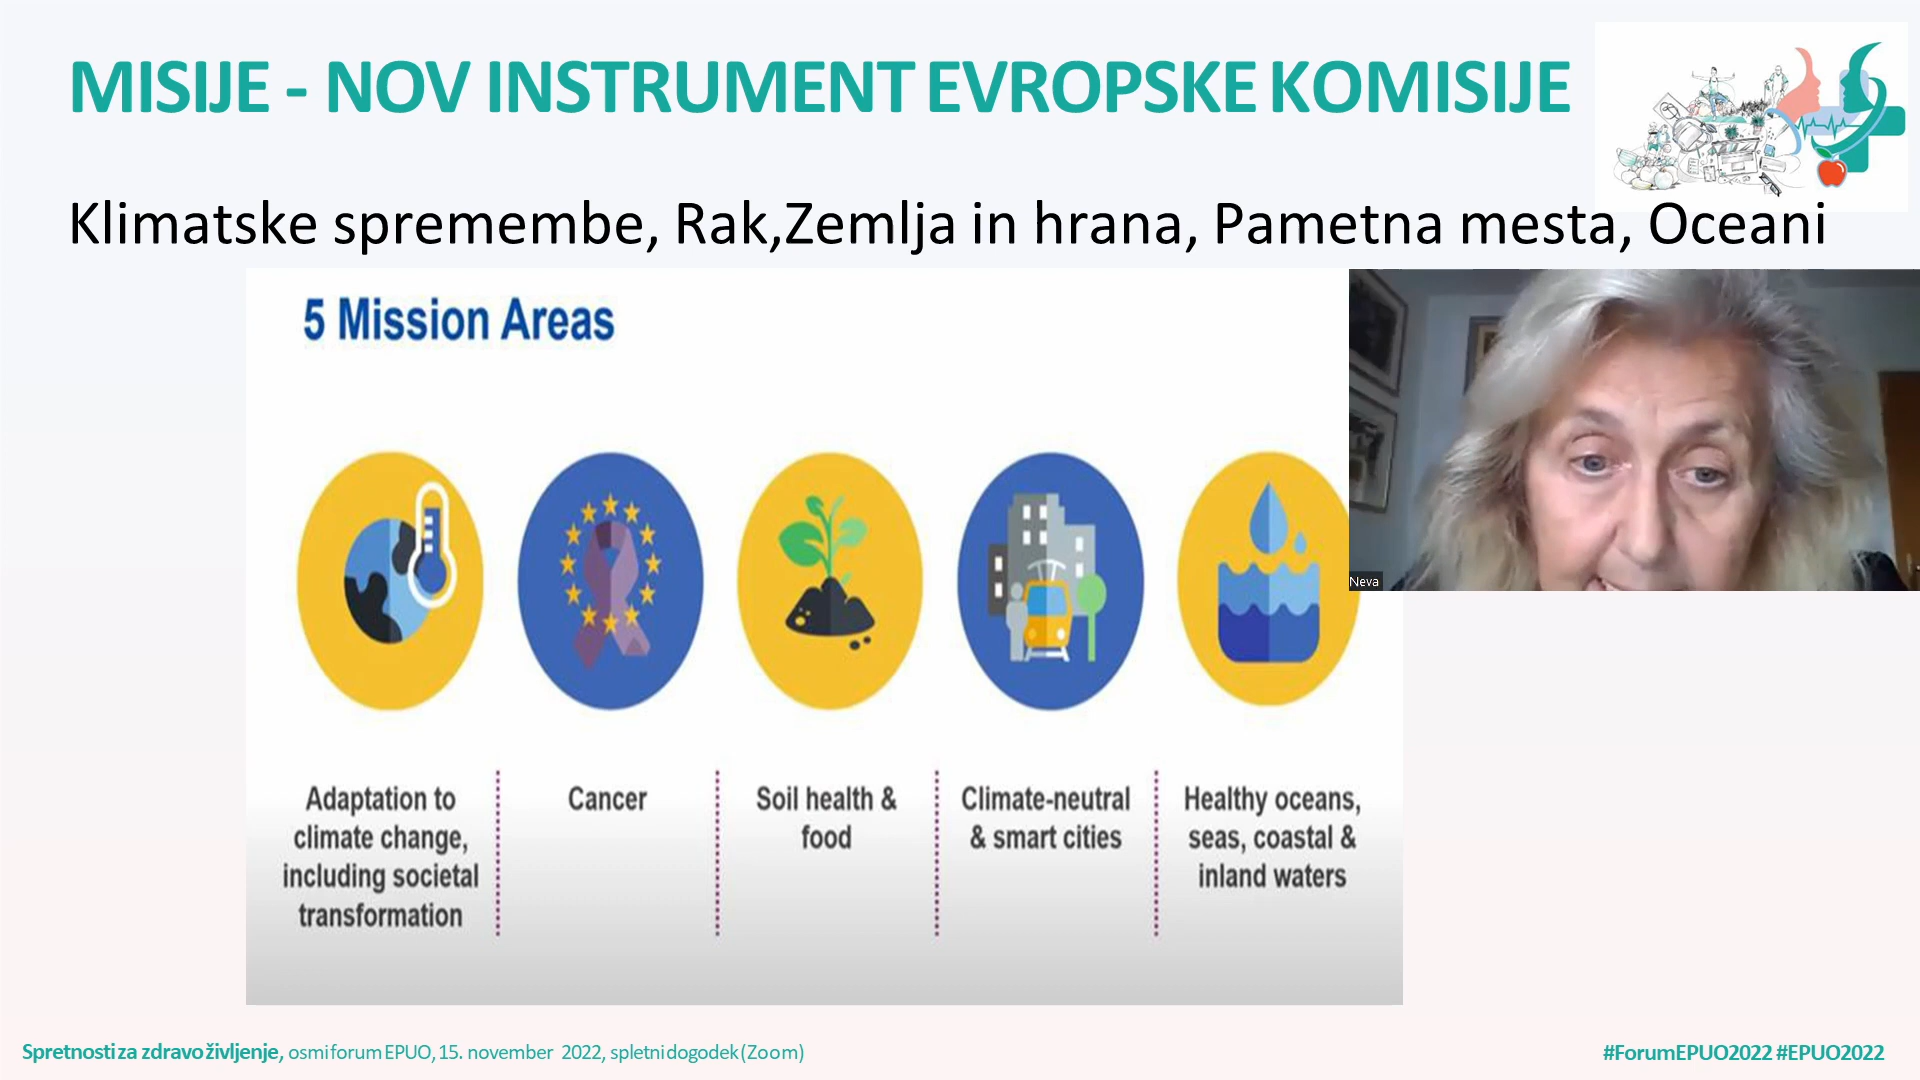 MISIJE - NOV INSTRUMENT EVROPSKE KOMISIJE
Klimatske spremembe, Rak,Zemlja in hrana, Pametna mesta, Oceani
5 Mission Areas
Neva
Adaptation to
climate change,
including societal
transformation
Cancer
Soil health &
food
Climate-neutral
& smart cities
Healthy oceans,
seas, coastal &
inland waters
Spretnosti za zdravo življenje, osmi forum EPUO, 15. november 2022, spletni dogodek (Zoom)
#ForumEPUO2022 #EPUO2022